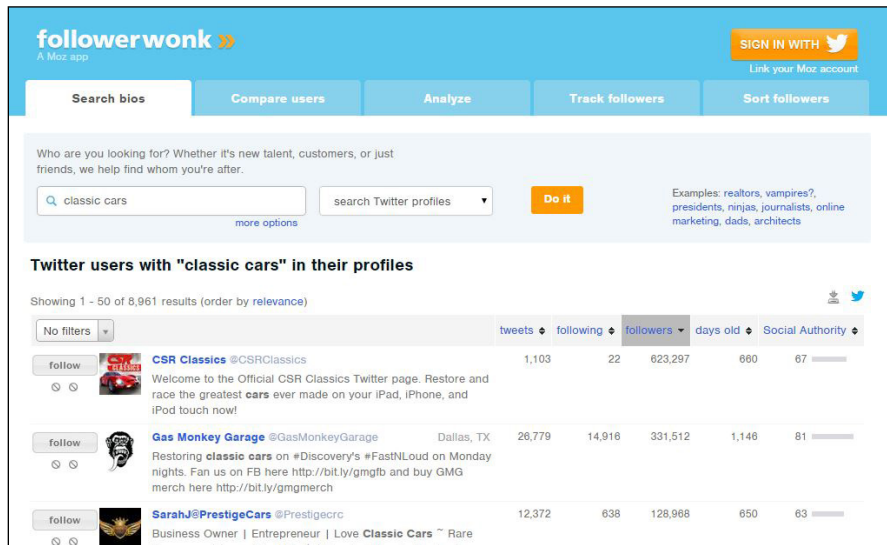 followerwonk »
A Moz app
SIGN IN WITH
Link your Moz account
Search bios
Compare users
Analyze
Track followers
Sort followers
Who are you looking for? Whether it's new talent, customers, or just
friends, we help find whom you're after.
classic cars
search Twitter profiles
Do it
more options
Examples: realtors, vampires?,
presidents, ninjas, journalists, online
marketing, dads, architects
Twitter users with "classic cars" in their profiles
Showing 1 - 50 of 8,961 results (order by relevance)
No filters
tweets following followers days old Social Authority
follow
CSR CLASSICS
CSR Classics @CSRClassics 1,103 22 623,297 660 67
Welcome to the Official CSR Classics Twitter page. Restore and
race the greatest cars ever made on your iPad, iPhone, and
iPod touch now!
follow
Gas Monkey Garage @GasMonkeyGarage Dallas, TX 26,779 14,916 331,512 1,146 81
Restoring classic cars on #Discovery's #FastNLoud on Monday
nights. Fan us on FB here http://bit.ly/gmgfb and buy GMG
merch here http://bit.ly/gmgmerch
follow
SarahJ@PrestigeCars @Prestigecrc 12,372 638 128,968 650 63
Business Owner | Entrepreneur | Love Classic Cars ~ Rare